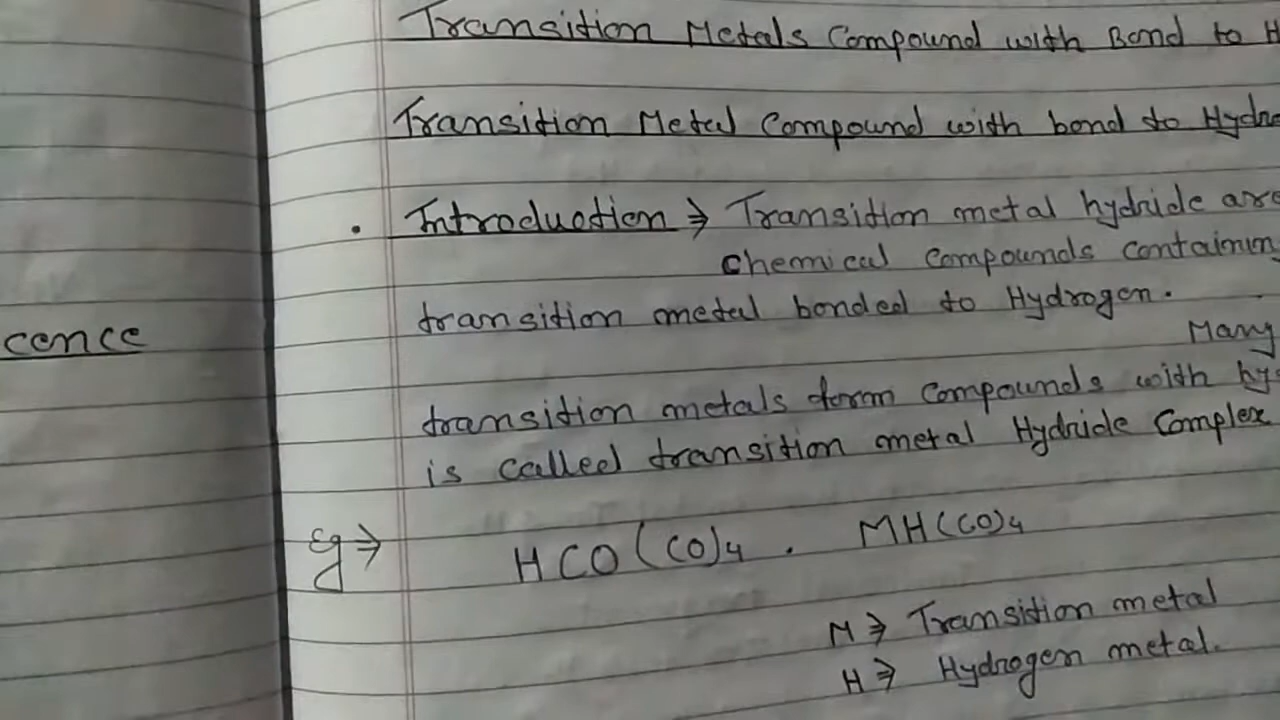 cence
Transition Metals Compound with Bond to H
Transition Metal Compound with bond to Hydro
. Introduction ⇒ Transition metal hydride are
chemical compounds containin
transition metal bonded to Hydrogen.
Many
transition metals form compounds with hy
is called transition metal Hydride Complex
eg ⇒ HCO(CO)4 . MH(CO)4
M ⇒ Transition metal
H ⇒ Hydrogen metal.